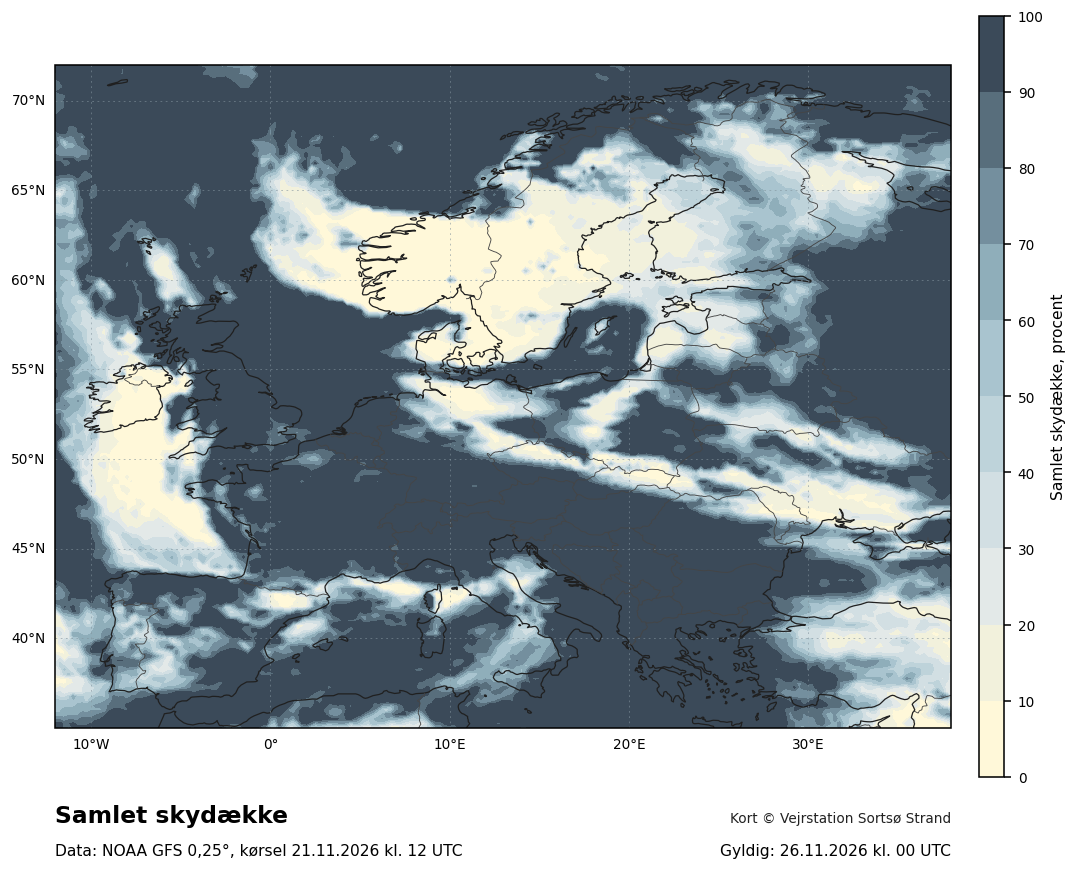 100
90
80
70
60
50
40
30
20
10
0
Samlet skydække, procent
70°N
65°N
60°N
55°N
50°N
45°N
40°N
10°W
0°
10°E
20°E
30°E
Samlet skydække
Kort © Vejrstation Sortsø Strand
Data: NOAA GFS 0,25°, kørsel 21.11.2026 kl. 12 UTC
Gyldig: 26.11.2026 kl. 00 UTC